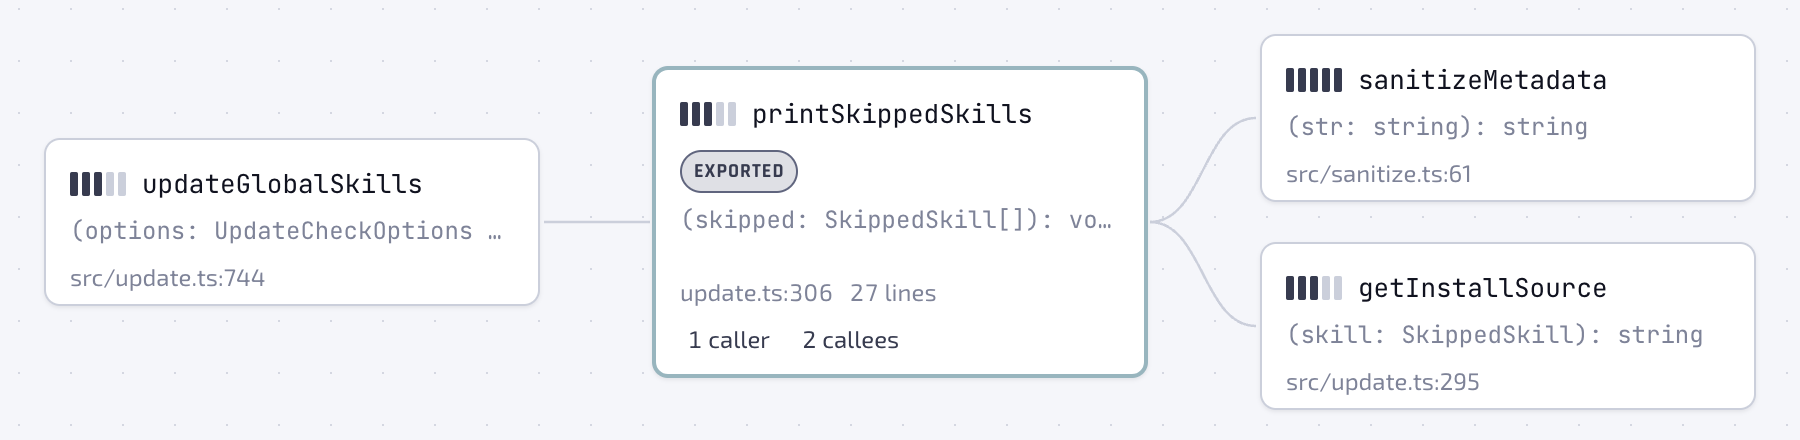 updateGlobalSkills
(options: UpdateCheckOptions …
src/update.ts:744
printSkippedSkills
EXPORTED
(skipped: SkippedSkill[]): vo…
update.ts:306 27 lines
1 caller 2 callees
sanitizeMetadata
(str: string): string
src/sanitize.ts:61
getInstallSource
(skill: SkippedSkill): string
src/update.ts:295